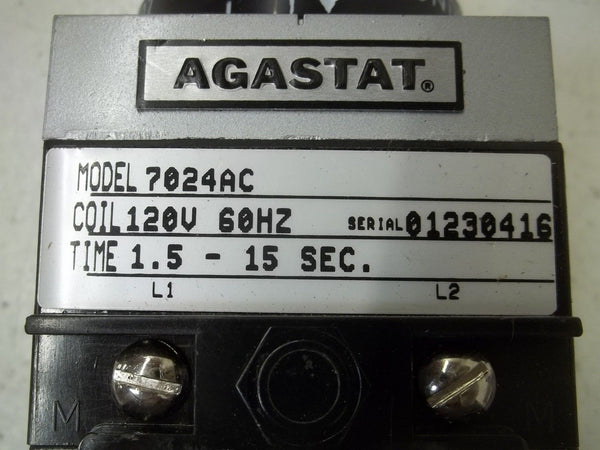 AGASTAT®
MODEL 7024AC
COIL 120V 60HZ SERIAL 01230416
TIME 1.5 - 15 SEC.
L1 L2
M M